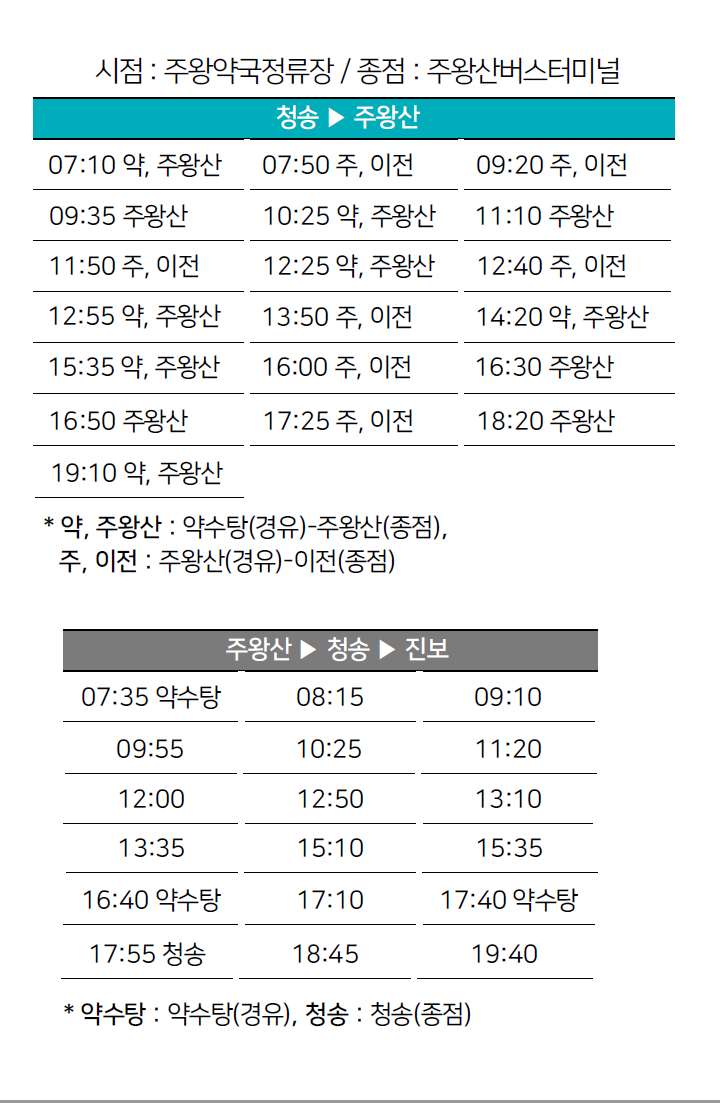 시점 : 주왕약국정류장 / 종점 : 주왕산버스터미널
청송 ▶ 주왕산
07:10 약, 주왕산 07:50 주, 이전 09:20 주, 이전
09:35 주왕산 10:25 약, 주왕산 11:10 주왕산
11:50 주, 이전 12:25 약, 주왕산 12:40 주, 이전
12:55 약, 주왕산 13:50 주, 이전 14:20 약, 주왕산
15:35 약, 주왕산 16:00 주, 이전 16:30 주왕산
16:50 주왕산 17:25 주, 이전 18:20 주왕산
19:10 약, 주왕산
* 약, 주왕산 : 약수탕(경유)-주왕산(종점),
주, 이전 : 주왕산(경유)-이전(종점)
주왕산 ▶ 청송 ▶ 진보
07:35 약수탕 08:15 09:10
09:55 10:25 11:20
12:00 12:50 13:10
13:35 15:10 15:35
16:40 약수탕 17:10 17:40 약수탕
17:55 청송 18:45 19:40
* 약수탕 : 약수탕(경유), 청송 : 청송(종점)